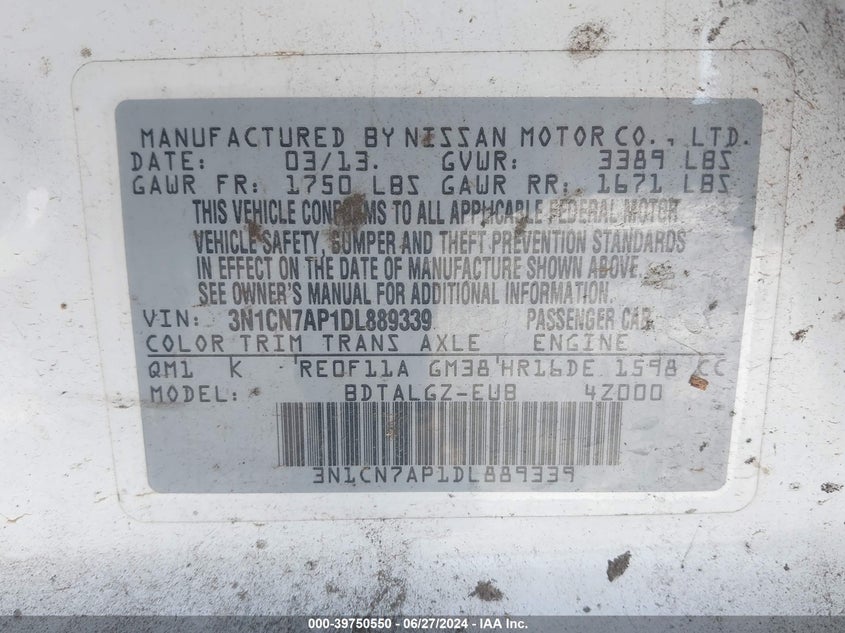 MANUFACTURED BY NISSAN MOTOR CO., LTD.
DATE: 03/13. GVWR: 3389 LBS
GAWR FR: 1750 LBS GAWR RR: 1671 LBS
THIS VEHICLE CONFORMS TO ALL APPLICABLE FEDERAL MOTOR
VEHICLE SAFETY, BUMPER AND THEFT PREVENTION STANDARDS
IN EFFECT ON THE DATE OF MANUFACTURE SHOWN ABOVE.
SEE OWNER'S MANUAL FOR ADDITIONAL INFORMATION.
VIN: 3N1CN7AP1DL889339 PASSENGER CAR
COLOR TRIM TRANS AXLE ENGINE
QM1 K RE0F11A GM38 HR16DE 1598 CC
MODEL: BDTALGZ-EUB 42000
3N1CN7AP1DL889339
000-39750550 | 06/27/2024 | IAA Inc.